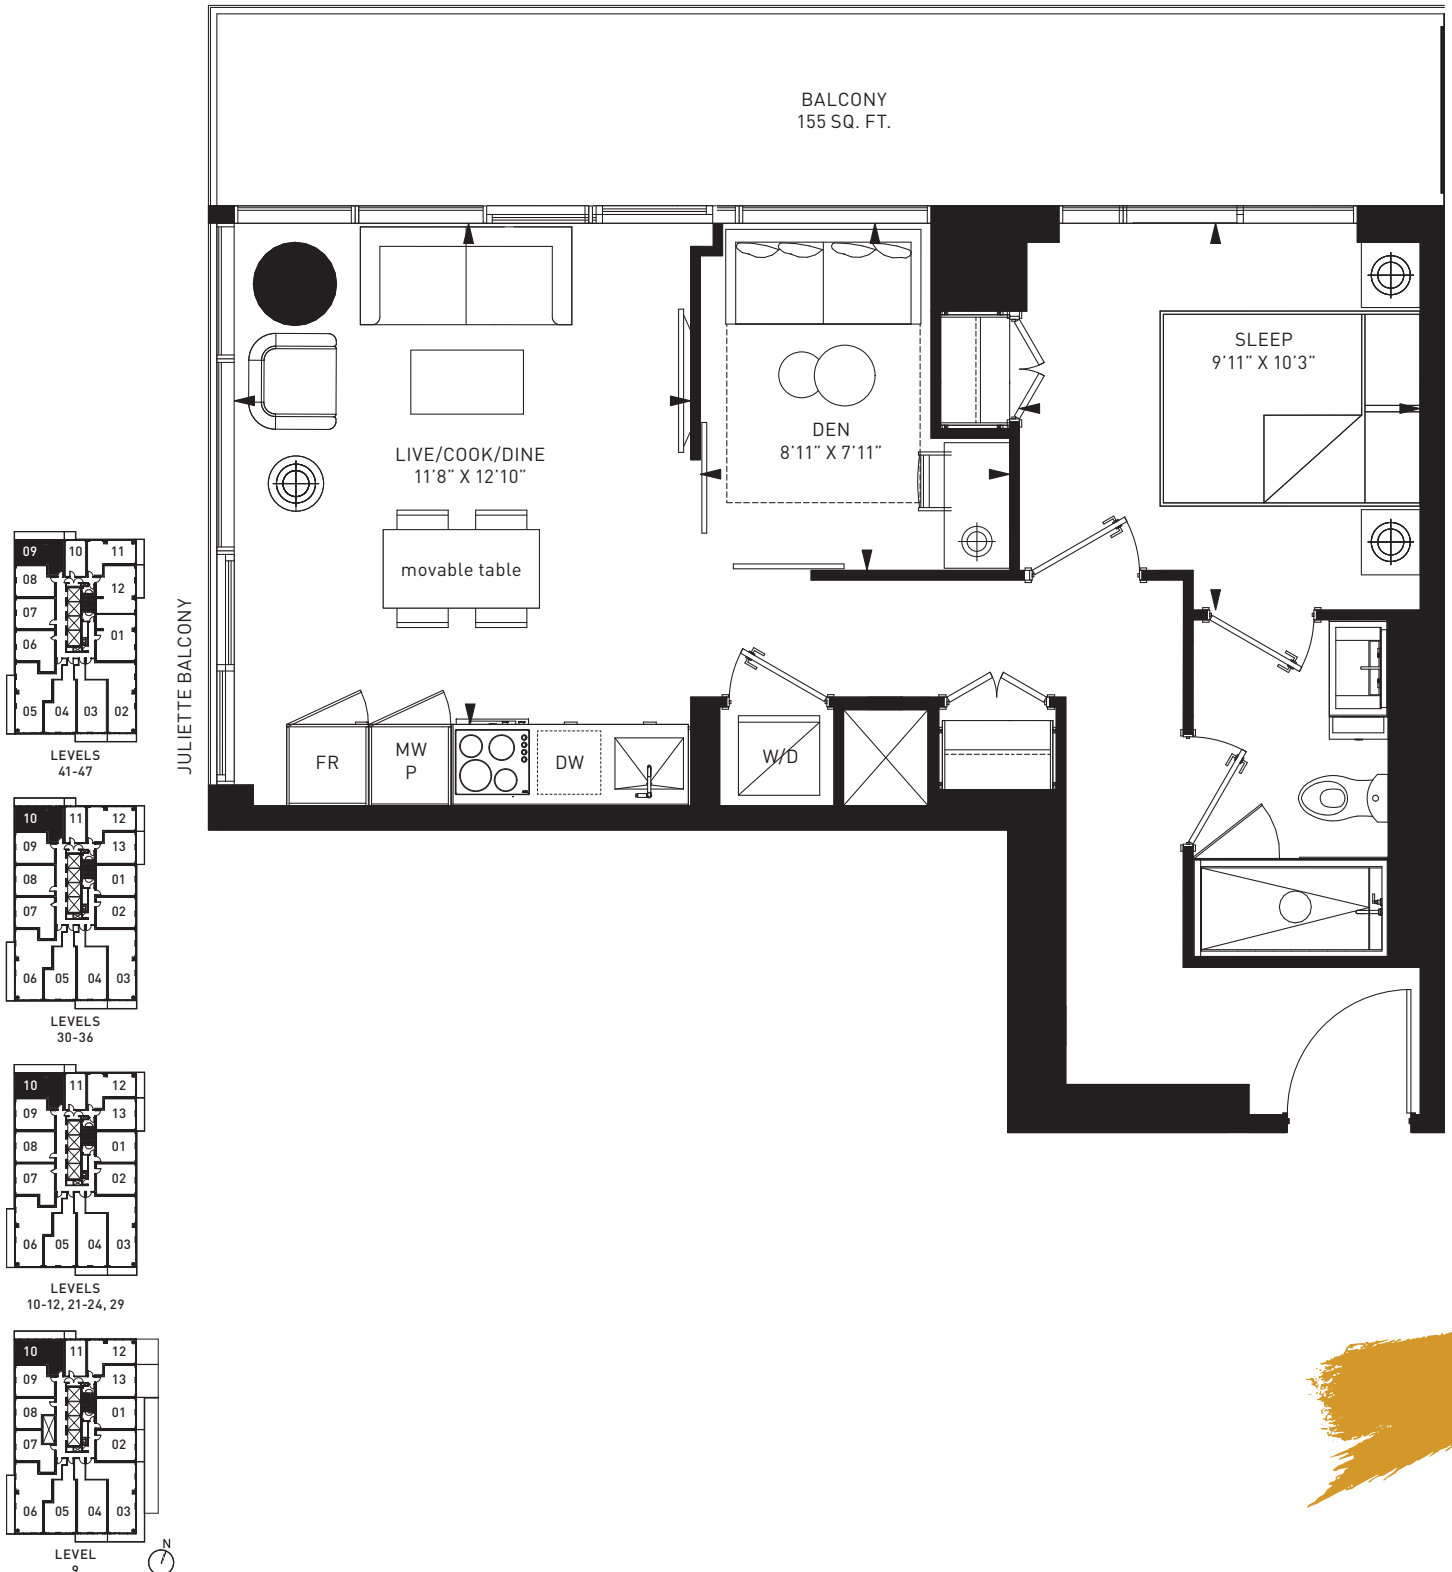 BALCONY
155 SQ. FT.
SLEEP
9'11" X 10'3"
DEN
8'11" X 7'11"
LIVE/COOK/DINE
11'8" X 12'10"
movable table
JULIETTE BALCONY
FR
MW
P
DW
W/D
09
10
11
08
12
07
01
06
05
04
03
02
LEVELS
41-47
10
11
12
09
13
08
01
07
02
06
05
04
03
LEVELS
30-36
10
11
12
09
13
08
01
07
02
06
05
04
03
LEVELS
10-12, 21-24, 29
10
11
12
09
13
08
01
07
02
06
05
04
03
LEVEL
9
N